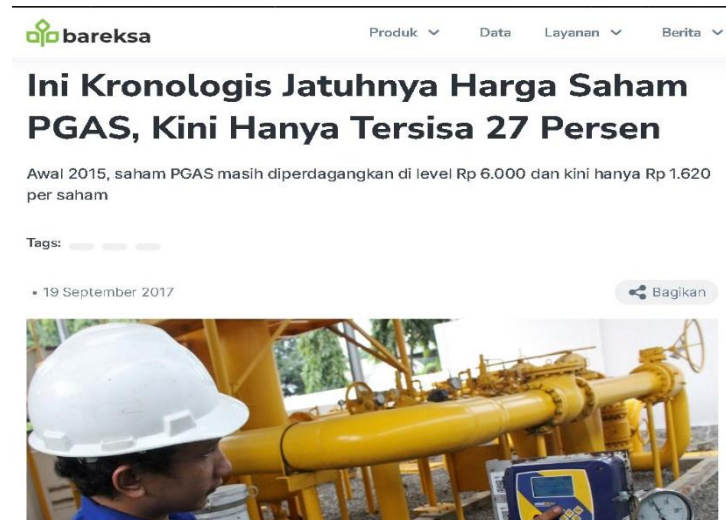 bareksa
Produk Data Layanan Berita
Ini Kronologis Jatuhnya Harga Saham
PGAS, Kini Hanya Tersisa 27 Persen
Awal 2015, saham PGAS masih diperdagangkan di level Rp 6.000 dan kini hanya Rp 1.620
per saham
Tags:
• 19 September 2017
Bagikan